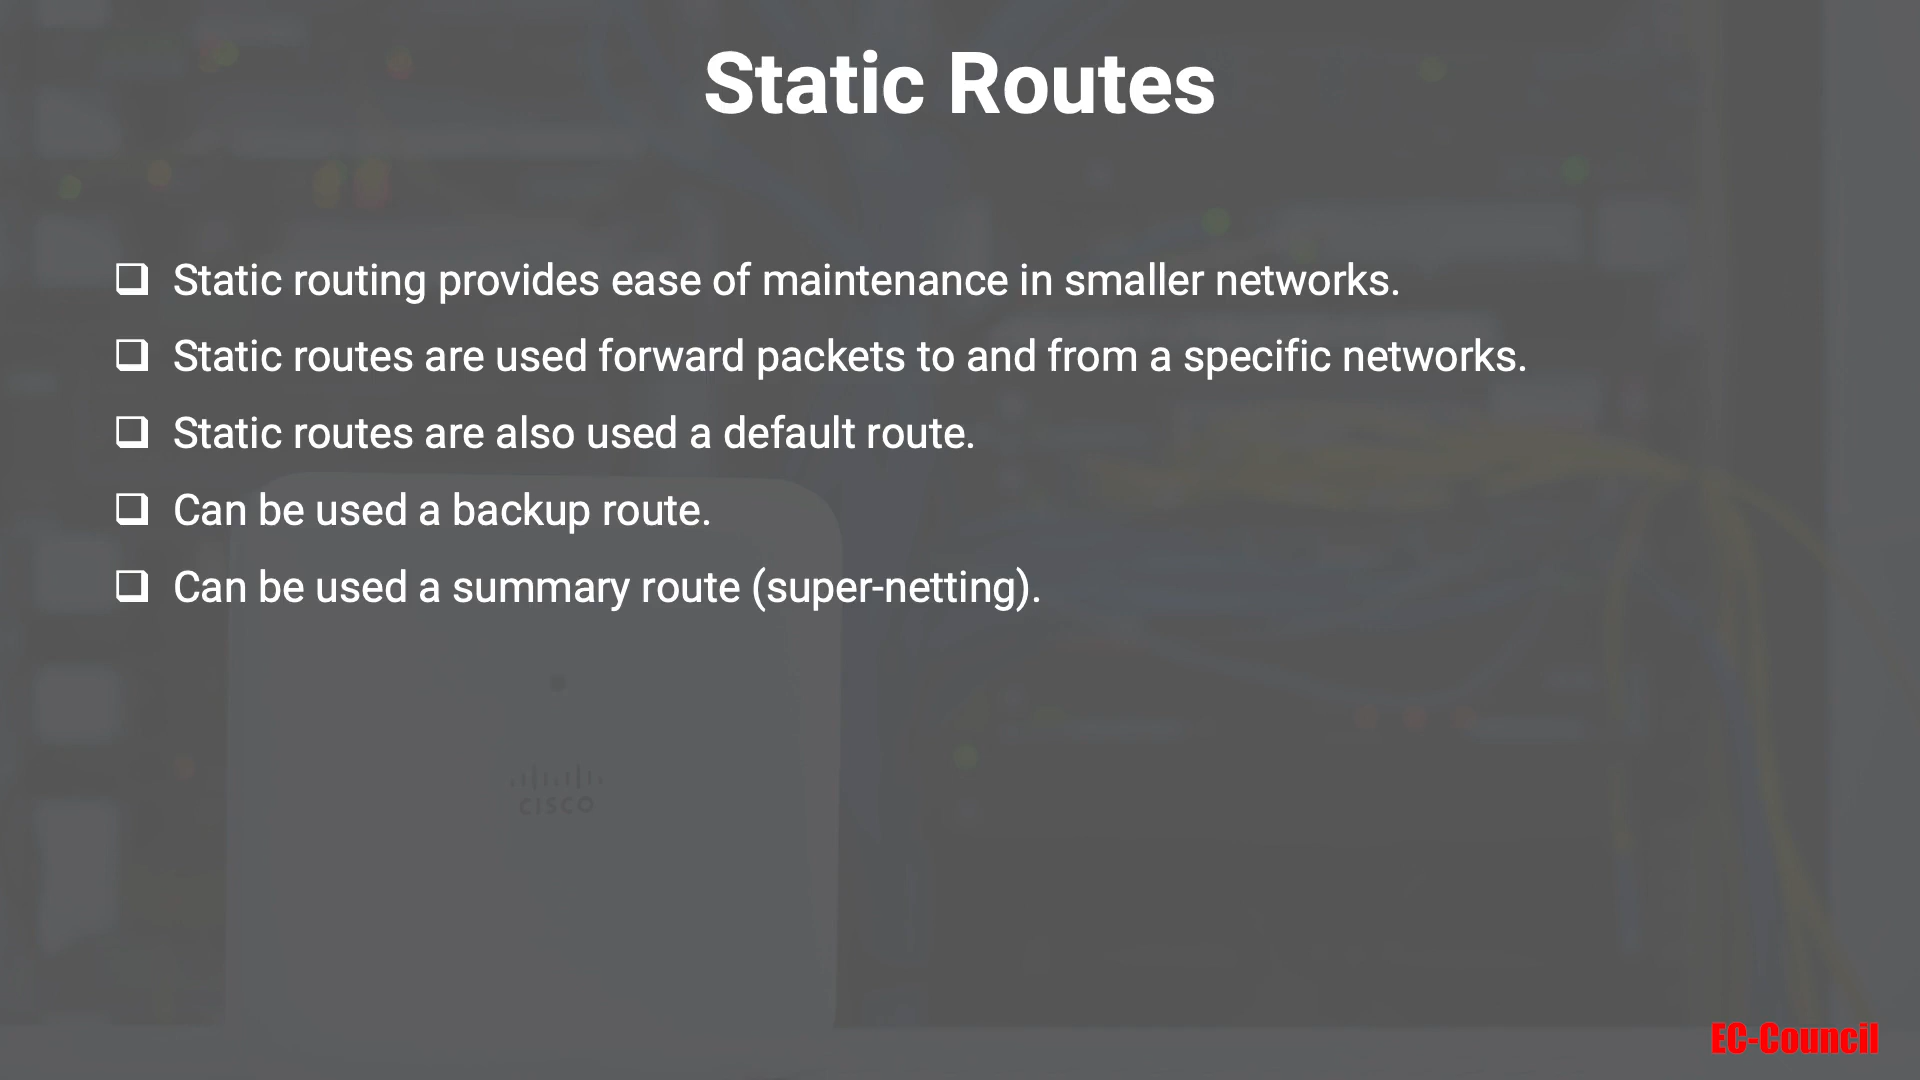 Static Routes
Static routing provides ease of maintenance in smaller networks.
Static routes are used forward packets to and from a specific networks.
Static routes are also used a default route.
Can be used a backup route.
Can be used a summary route (super-netting).
CISCO
EC-Council